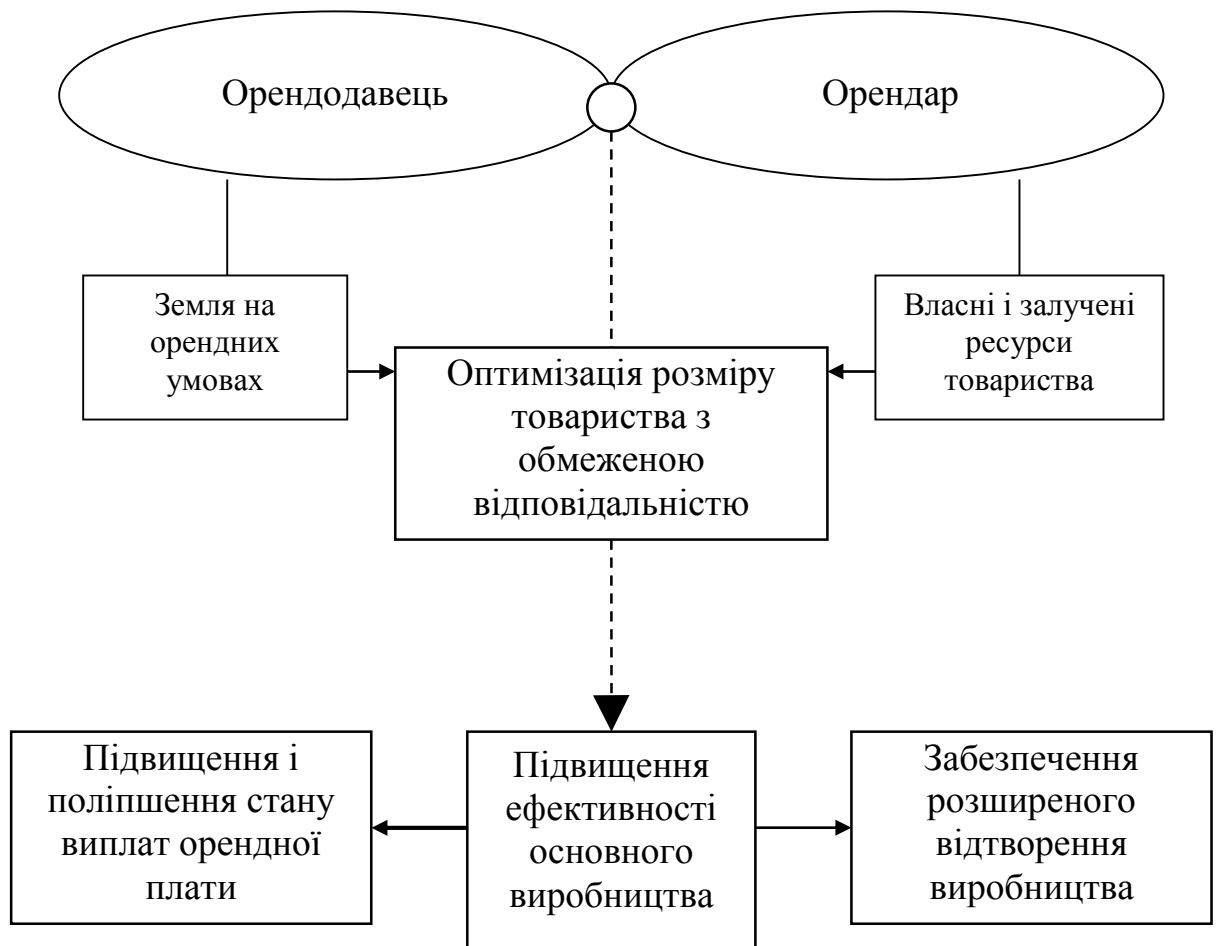 Орендодавець
Орендар
Земля на
орендних
умовах
Власні і залучені
ресурси
товариства
Оптимізація розміру
товариства з
обмеженою
відповідальністю
Підвищення і
поліпшення стану
виплат орендної
плати
Підвищення
ефективності
основного
виробництва
Забезпечення
розширеного
відтворення
виробництва